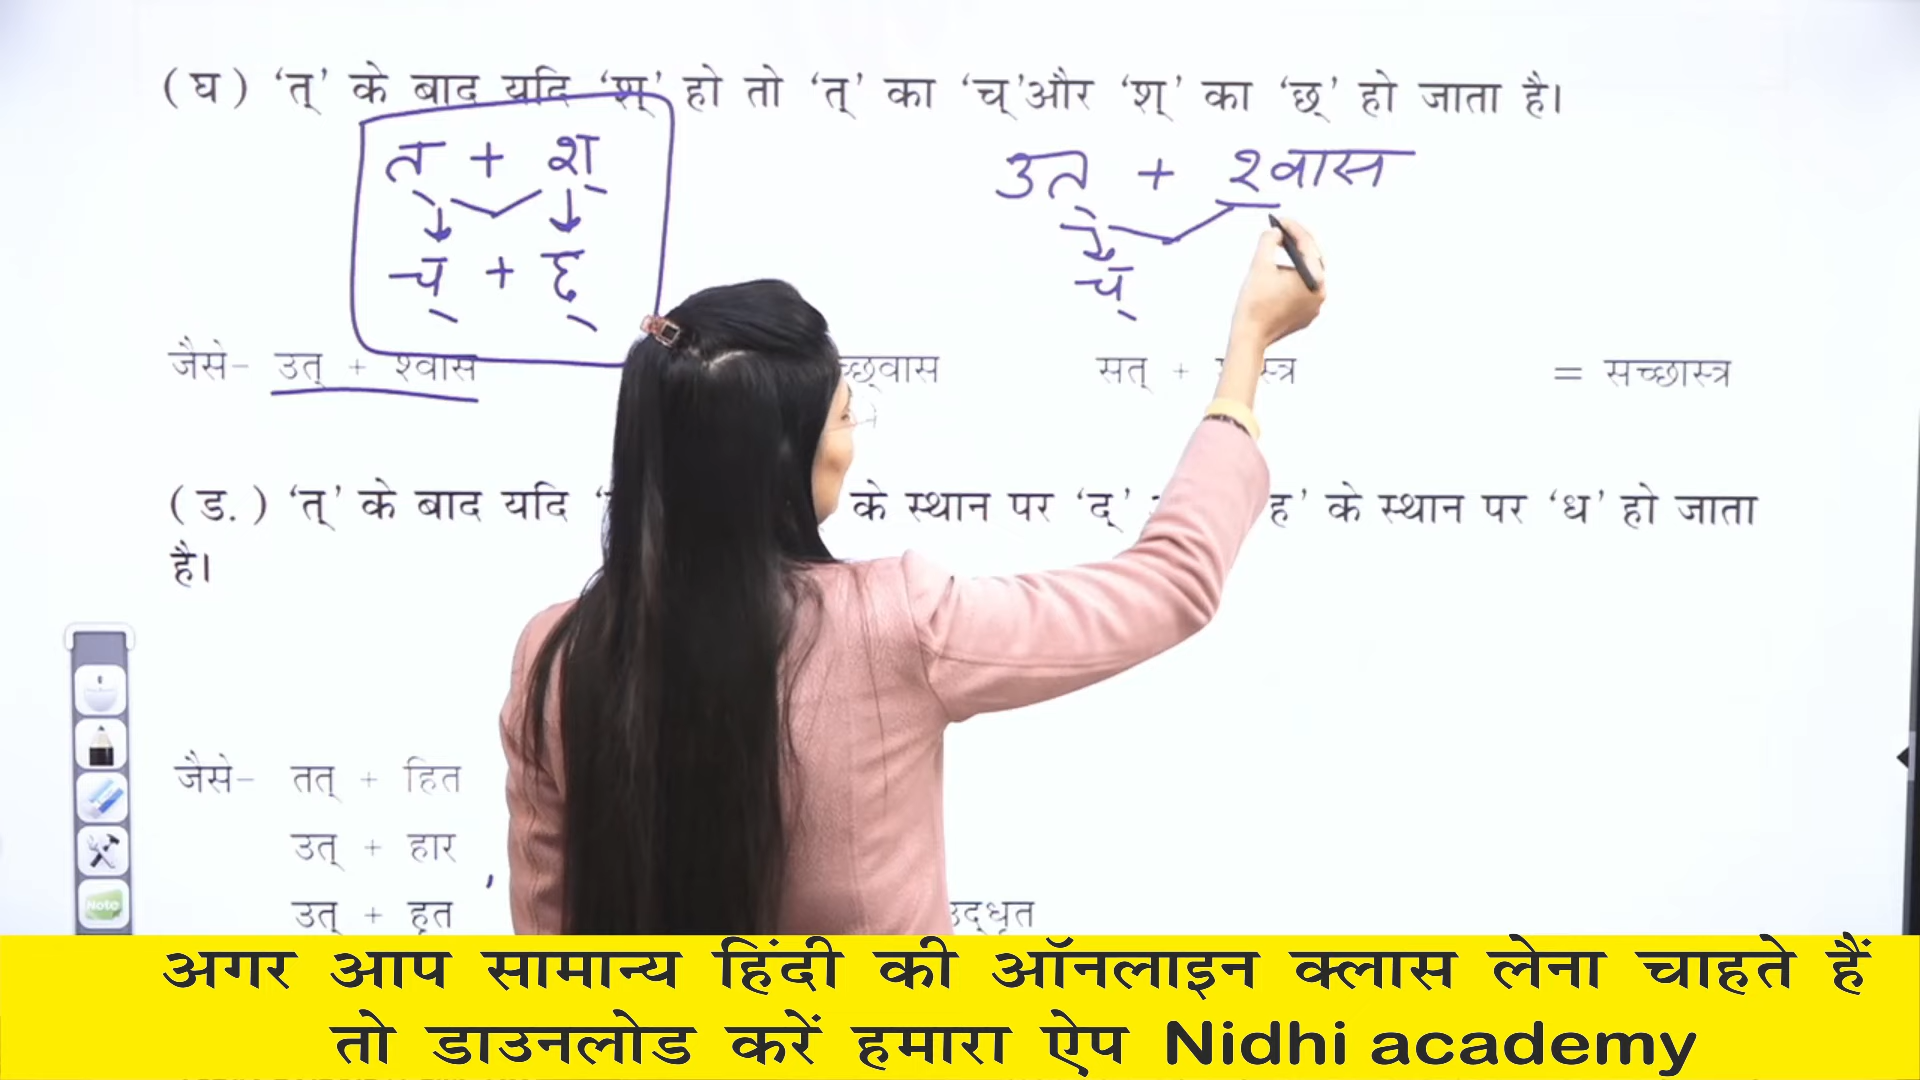 (घ) ‘त्’ के बाद यदि ‘श्’ हो तो ‘त्’ का ‘च्’और ‘श्’ का ‘छ्’ हो जाता है।
त् + श्
च् + छ्
उत् + श्वास
च्
जैसे- उत् + श्वास च्छ्वास सत् + स्त्र = सच्छास्त्र
(ड.) ‘त्’ के बाद यदि के स्थान पर ‘द्’ ह’ के स्थान पर ‘ध’ हो जाता
है।
जैसे- तत् + हित
उत् + हार
उत् + हृत उद्धृत
Note
अगर आप सामान्य हिंदी की ऑनलाइन क्लास लेना चाहते हैं
तो डाउनलोड करें हमारा ऐप Nidhi academy